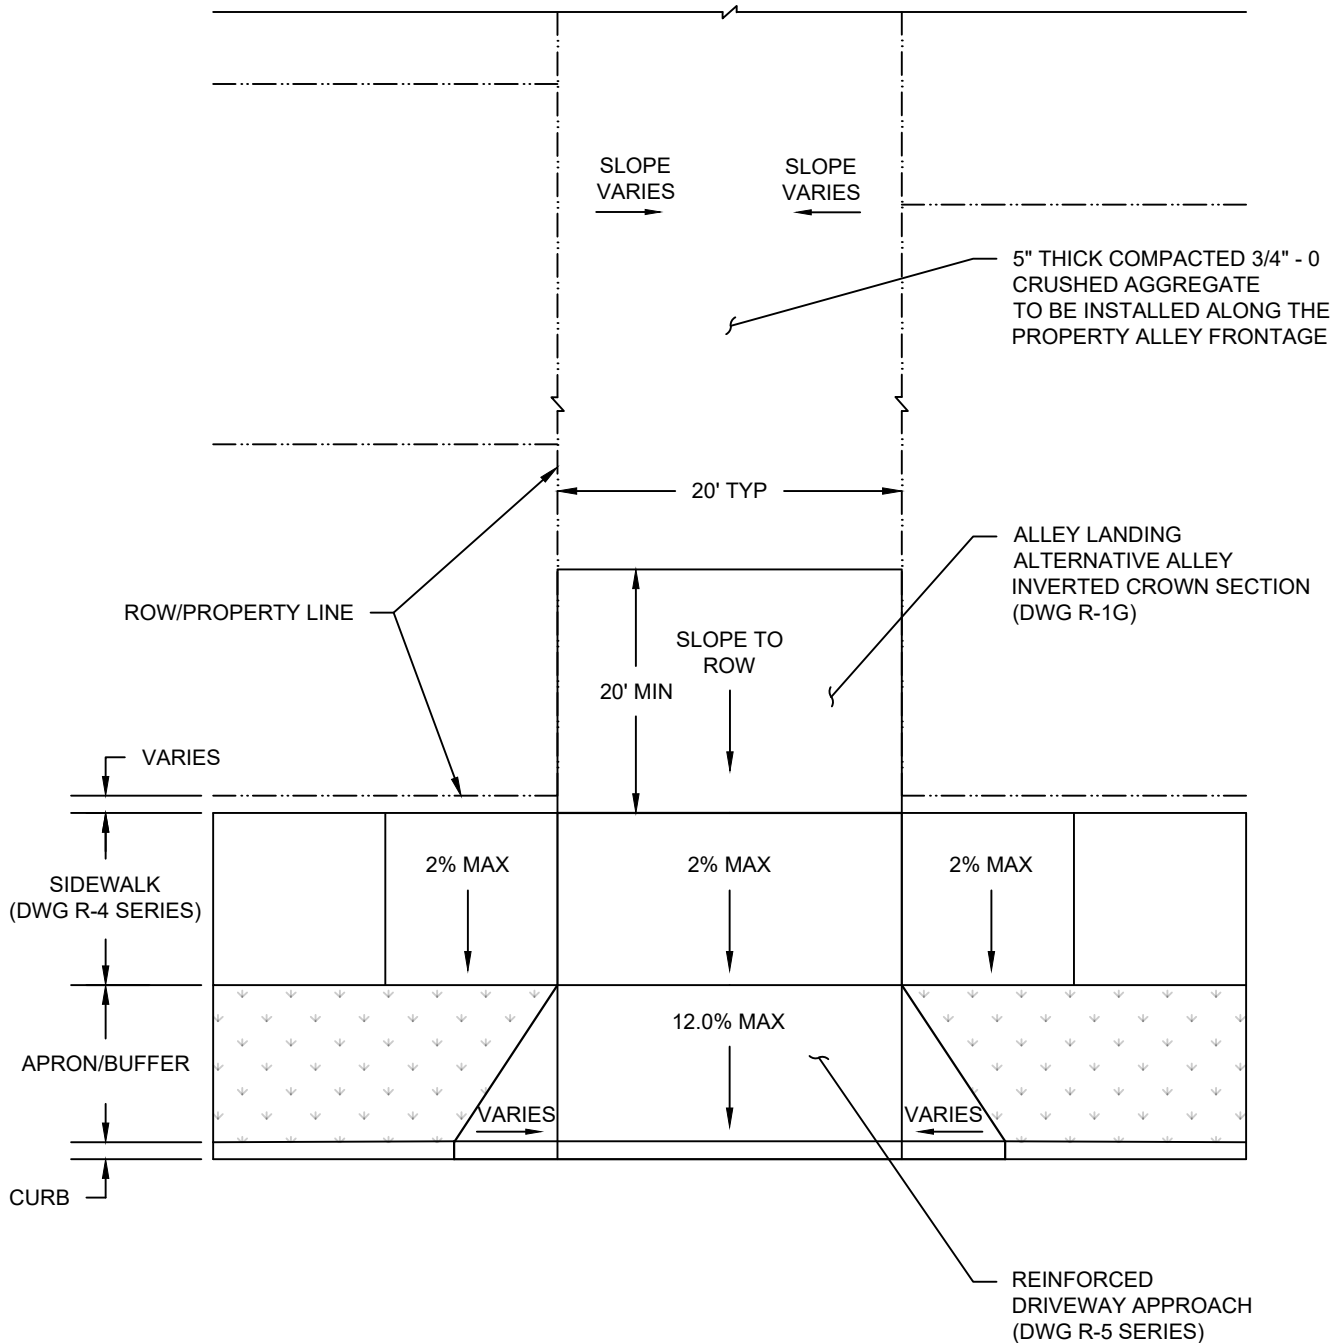 SLOPE
VARIES
SLOPE
VARIES
5" THICK COMPACTED 3/4" - 0
CRUSHED AGGREGATE
TO BE INSTALLED ALONG THE
PROPERTY ALLEY FRONTAGE
20' TYP
ALLEY LANDING
ALTERNATIVE ALLEY
INVERTED CROWN SECTION
(DWG R-1G)
ROW/PROPERTY LINE
SLOPE TO
ROW
20' MIN
VARIES
SIDEWALK
(DWG R-4 SERIES)
2% MAX
2% MAX
2% MAX
APRON/BUFFER
12.0% MAX
VARIES
VARIES
CURB
REINFORCED
DRIVEWAY APPROACH
(DWG R-5 SERIES)